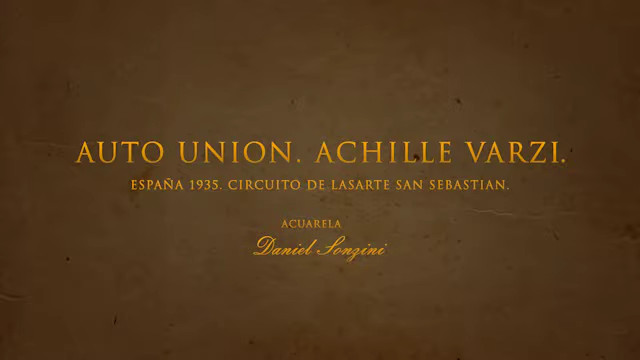 AUTO UNION. ACHILLE VARZI.
ESPAÑA 1935. CIRCUITO DE LASARTE SAN SEBASTIAN.
ACUARELA
Daniel Sonzini